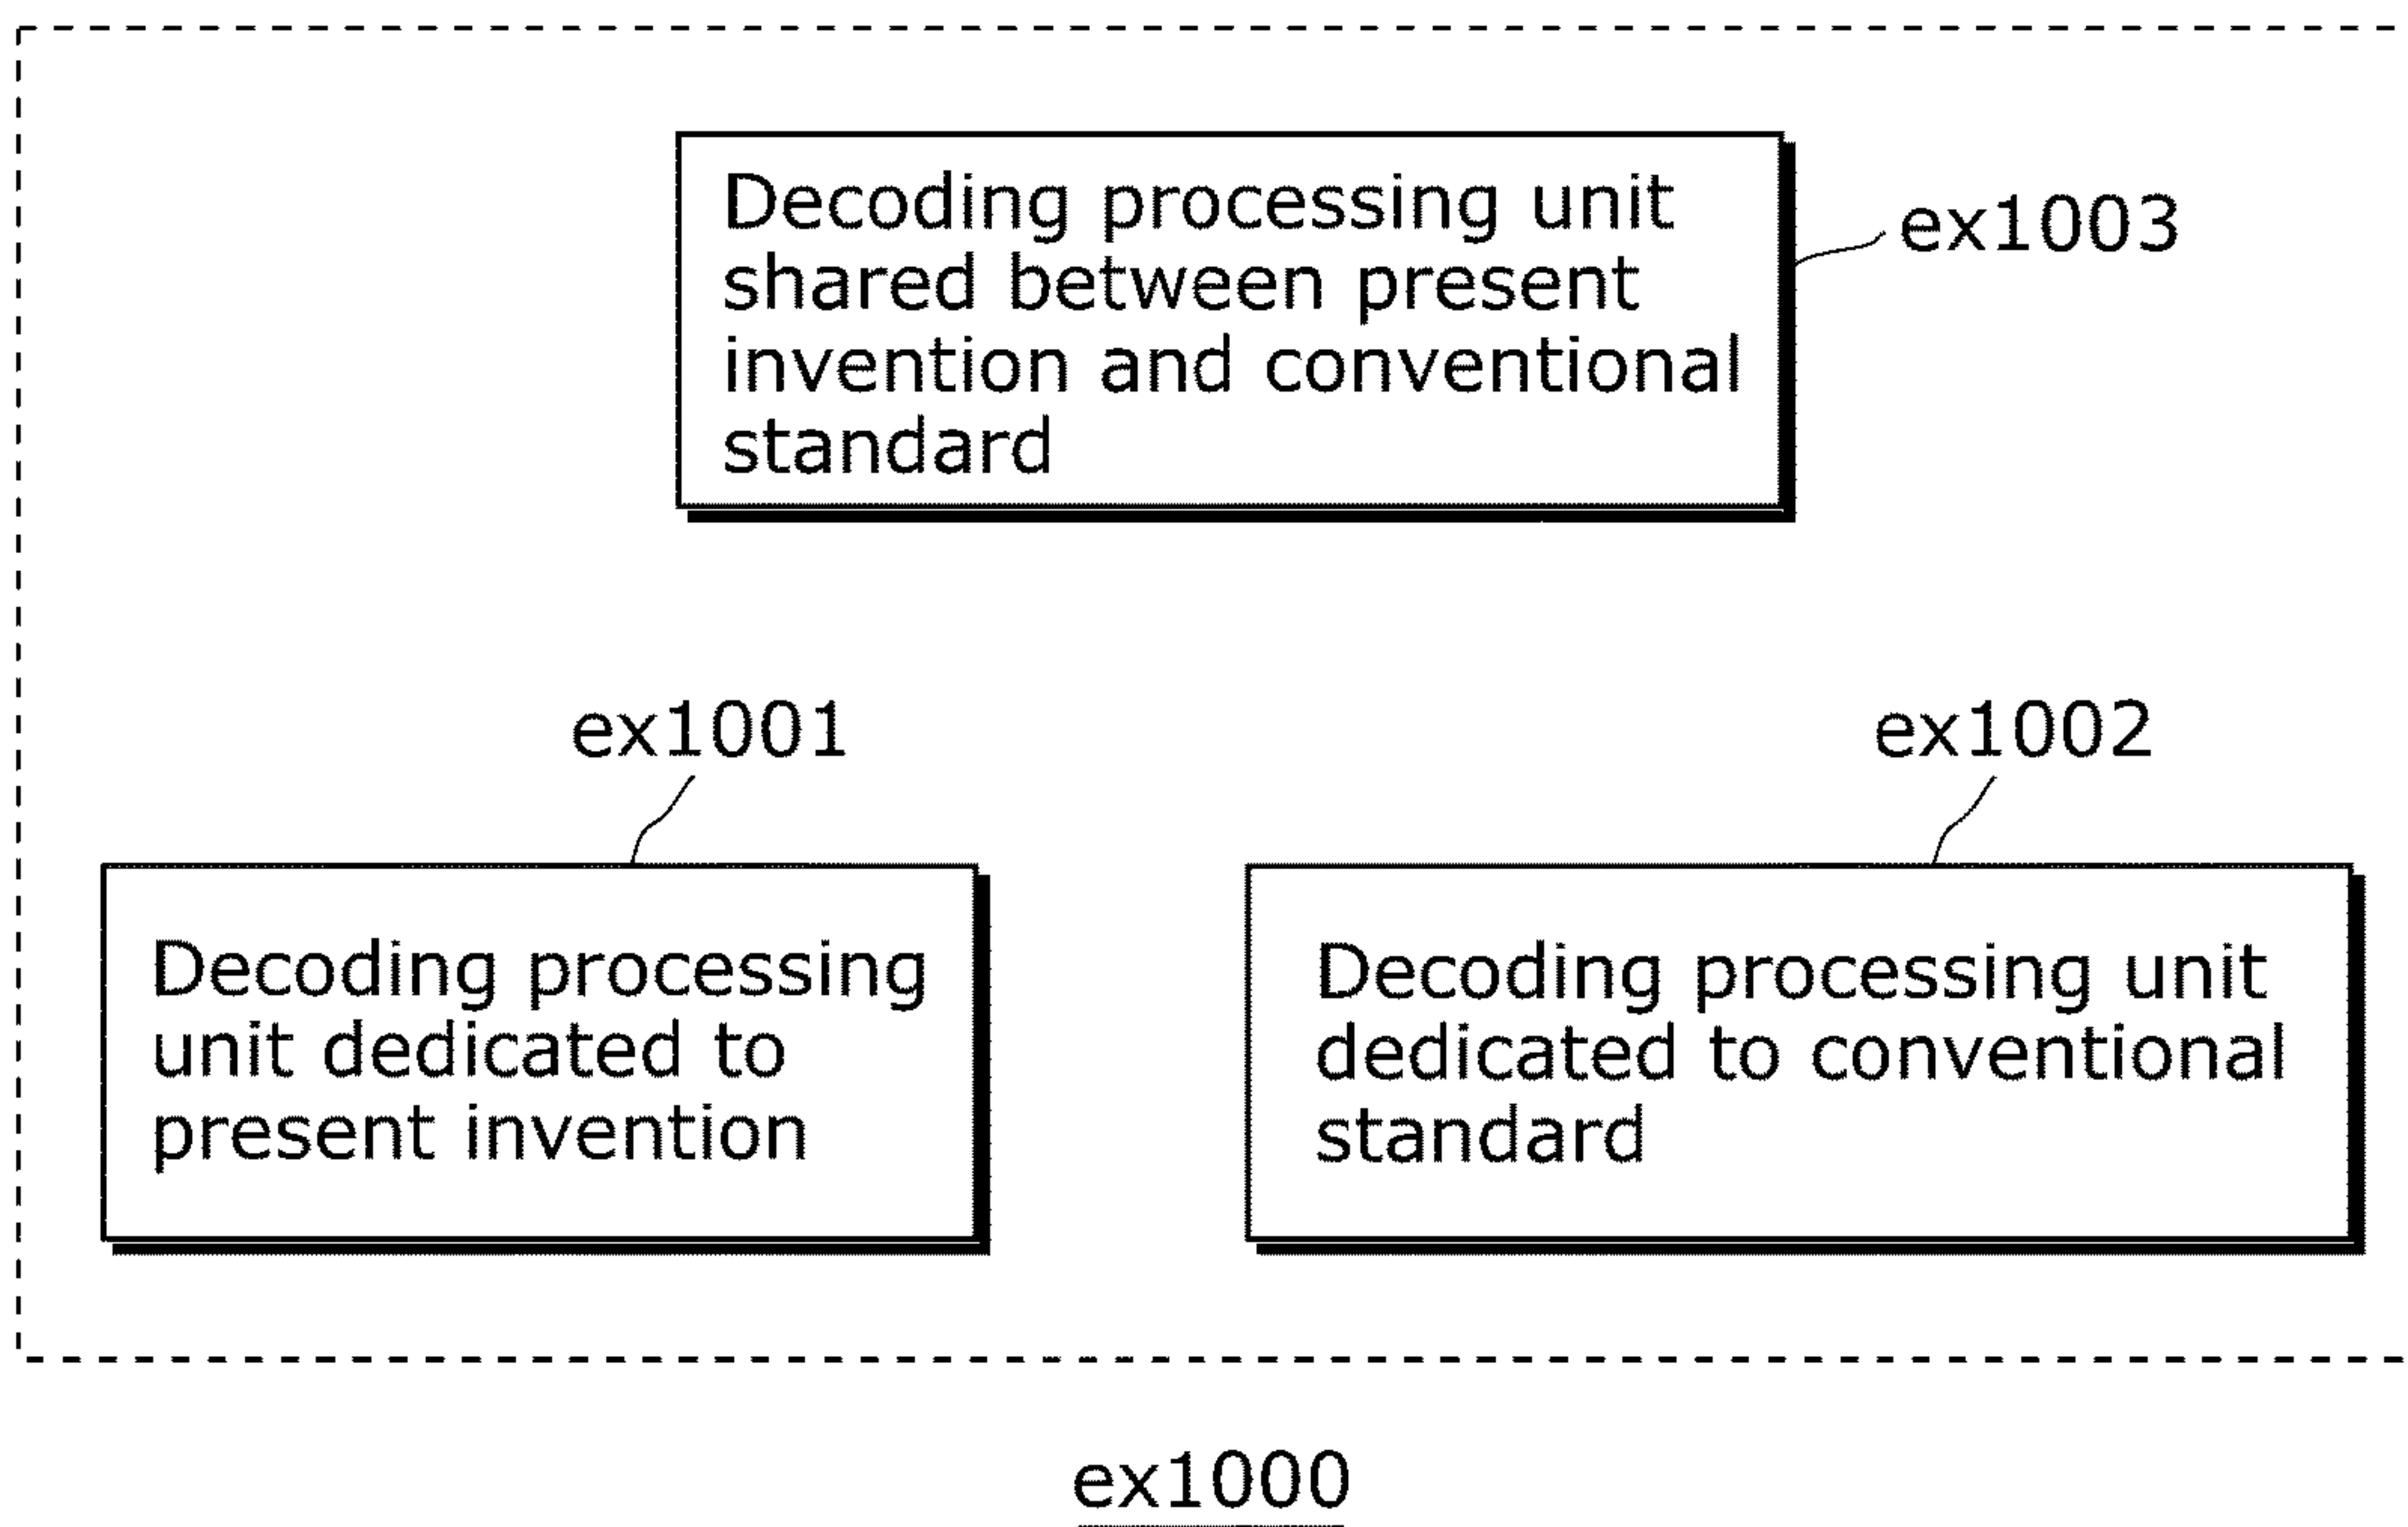 Decoding processing unit
shared between present
invention and conventional
standard
ex1003
ex1001
ex1002
Decoding processing
unit dedicated to
present invention
Decoding processing unit
dedicated to conventional
standard
ex1000